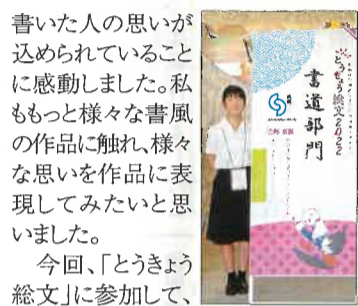 書いた人の思いが
込められていること
に感動しました。私
ももっと様々な書風
の作品に触れ、様々
な思いを作品に表
現してみたいと思
いました。
今回、「とうきょう
総文」に参加して、
とうきょう総文2022
書道部門